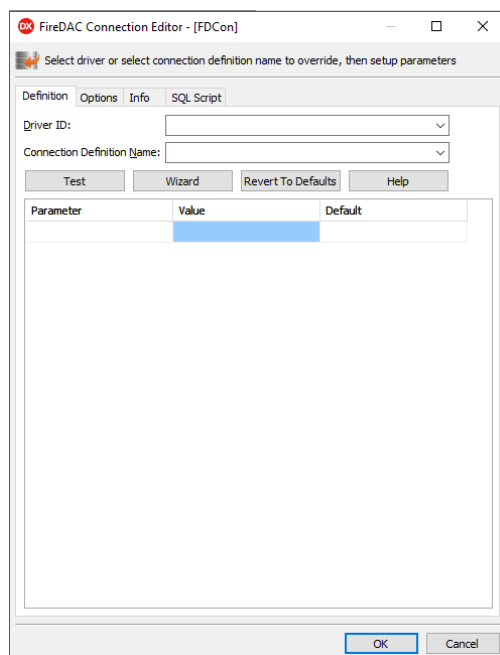 DX FireDAC Connection Editor - [FDCon]
Select driver or select connection definition name to override, then setup parameters
Definition Options Info SQL Script
Driver ID:
Connection Definition Name:
Test Wizard Revert To Defaults Help
Parameter Value Default
OK Cancel